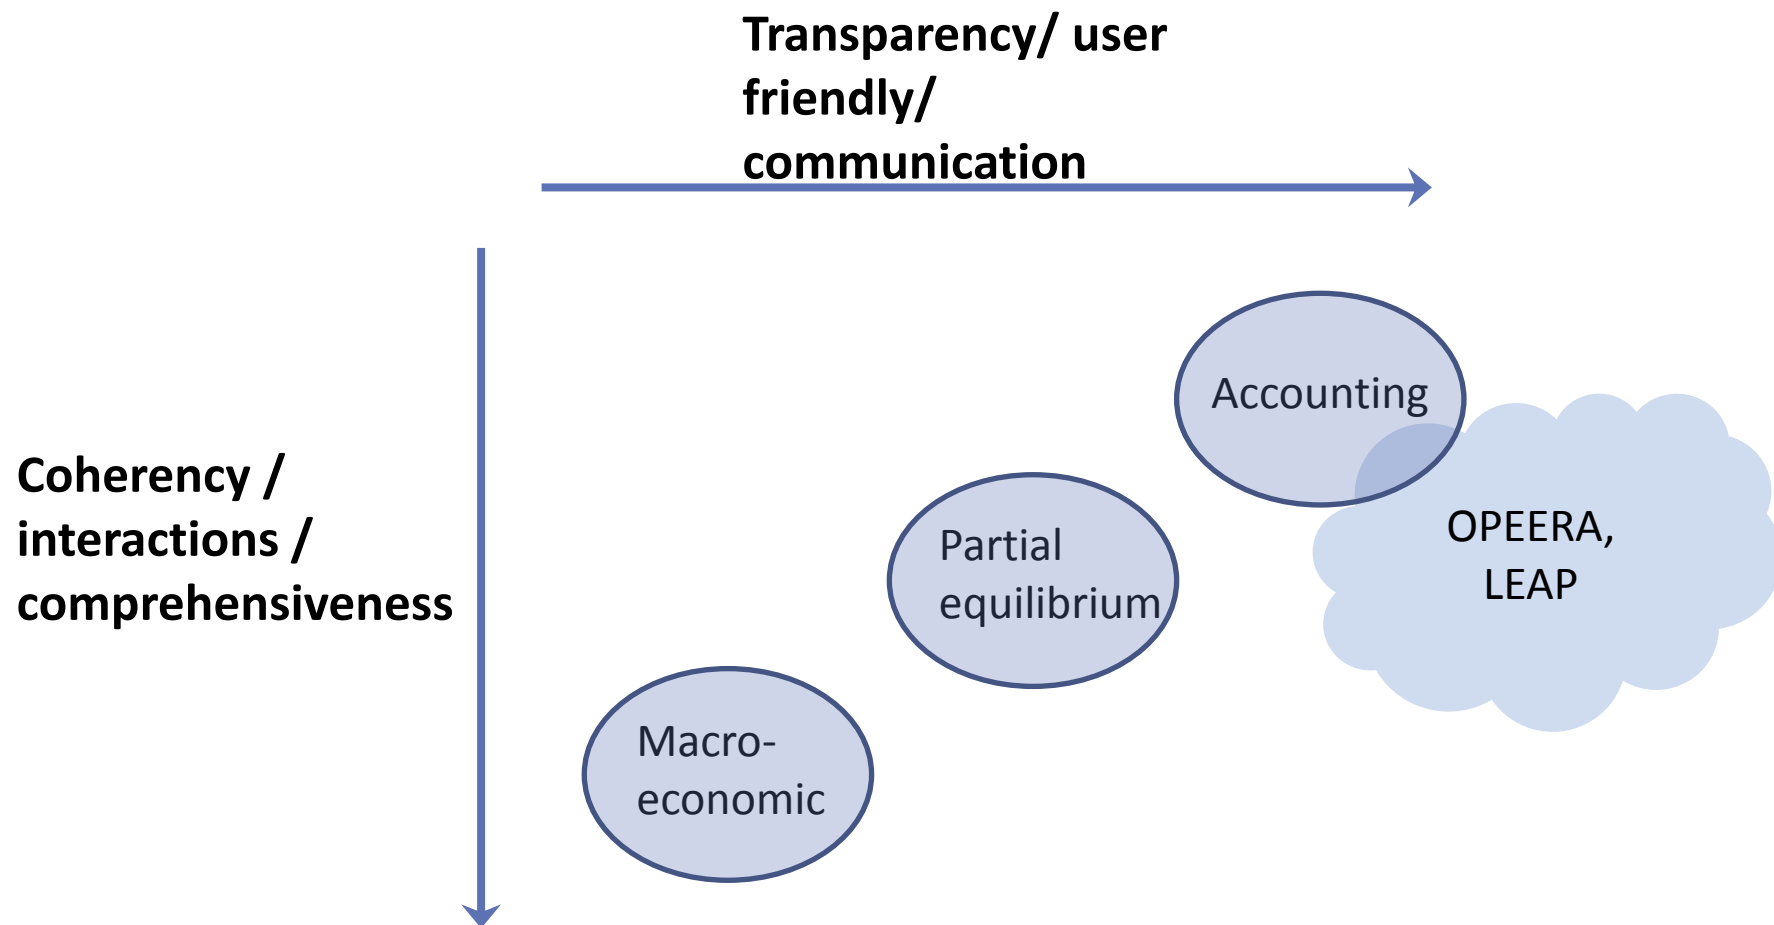 Transparency/ user
friendly/
communication
Accounting
Coherency /
interactions /
comprehensiveness
OPEERA,
LEAP
Partial
equilibrium
Macro-
economic